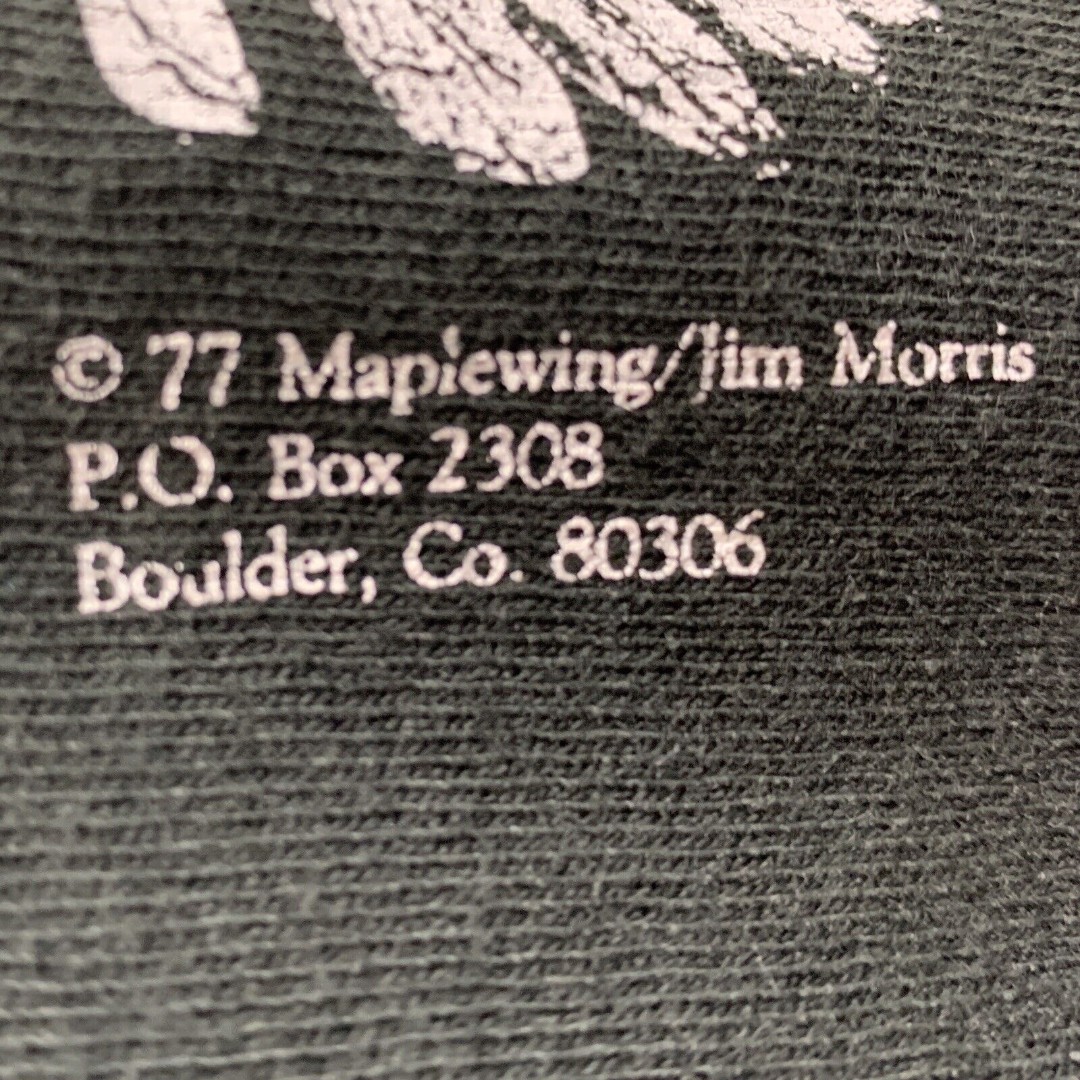 © '77 Maplewing/Jim Morris
P.O. Box 2308
Boulder, Co. 80306